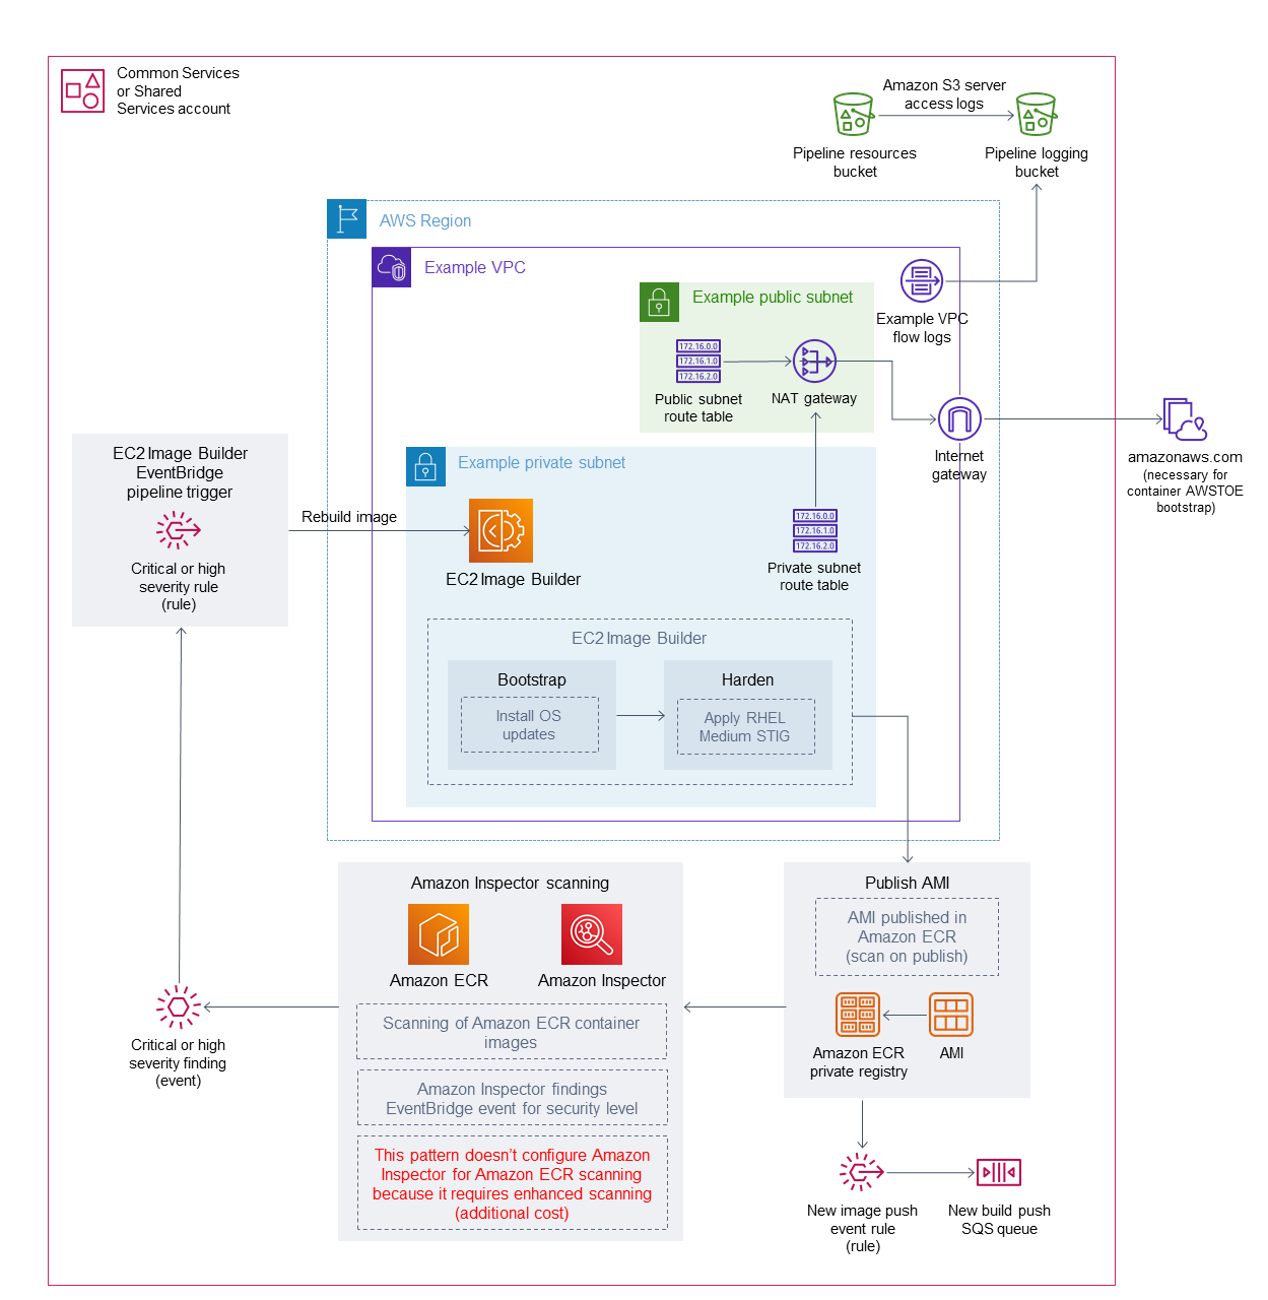 Common Services
or Shared
Services account
Amazon S3 server
access logs
Pipeline resources
bucket
Pipeline logging
bucket
AWS Region
Example VPC
Example public subnet
Example VPC
flow logs
172.16.0.0
172.16.1.0
172.16.2.0
Public subnet
route table
NAT gateway
Internet
gateway
amazonaws.com
(necessary for
container AWSTOE
bootstrap)
EC2 Image Builder
EventBridge
pipeline trigger
Critical or high
severity rule
(rule)
Rebuild image
Example private subnet
EC2 Image Builder
172.16.0.0
172.16.1.0
172.16.2.0
Private subnet
route table
EC2 Image Builder
Bootstrap
Install OS
updates
Harden
Apply RHEL
Medium STIG
Amazon Inspector scanning
Amazon ECR
Amazon Inspector
Scanning of Amazon ECR container
images
Amazon Inspector findings
EventBridge event for security level
This pattern doesn't configure Amazon
Inspector for Amazon ECR scanning
because it requires enhanced scanning
(additional cost)
Publish AMI
AMI published in
Amazon ECR
(scan on publish)
Amazon ECR
private registry
AMI
Critical or high
severity finding
(event)
New image push
event rule
(rule)
New build push
SQS queue